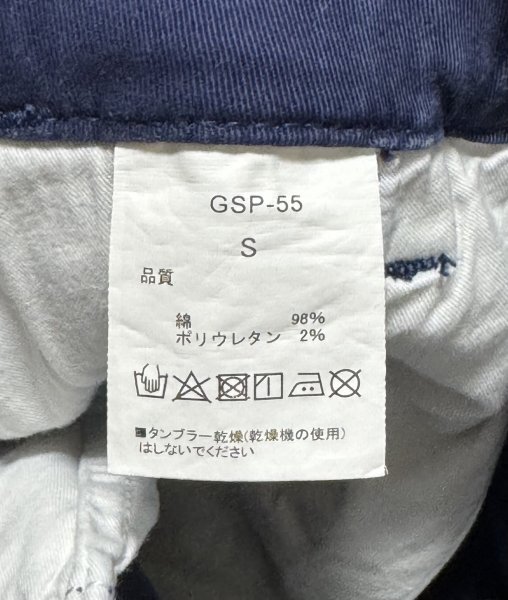 GSP-55
S
品質
綿 98%
ポリウレタン 2%
■タンブラー乾燥(乾燥機の使用)
はしないでください